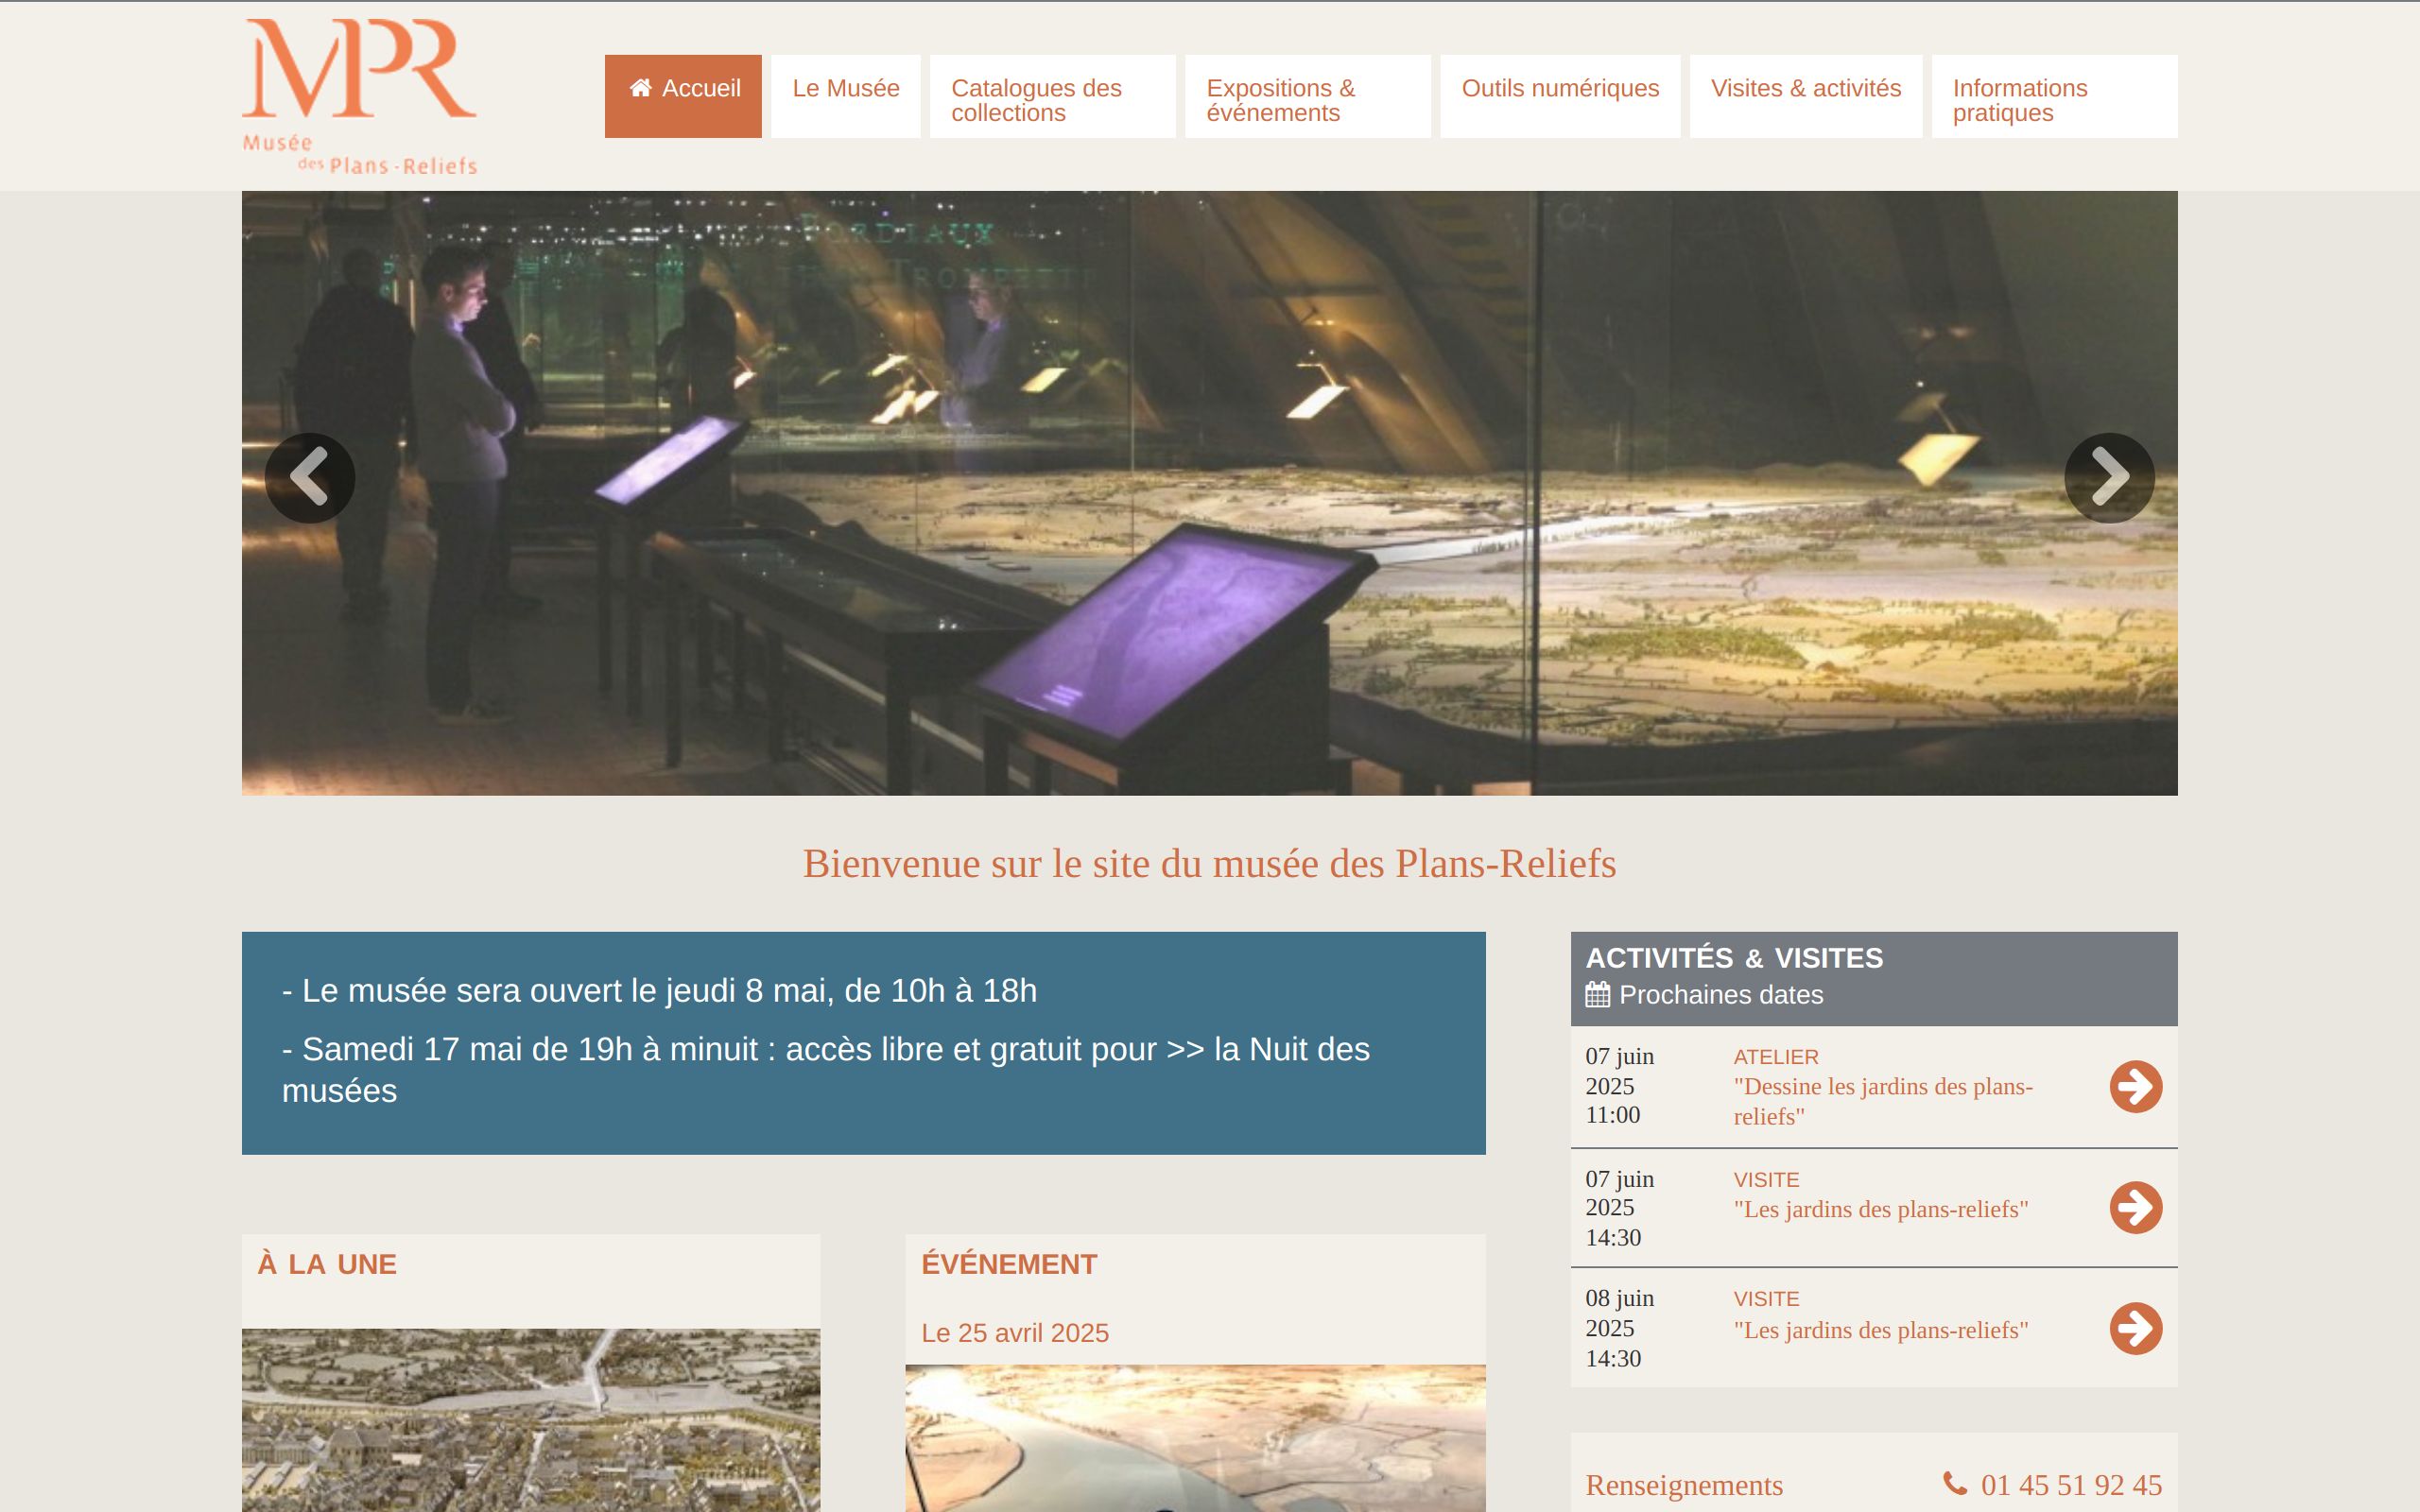 MPR
Musée
des Plans-Reliefs
Accueil
Le Musée
Catalogues des
collections
Expositions &
événements
Outils numériques
Visites & activités
Informations
pratiques
BORDEAUX
Bienvenue sur le site du musée des Plans-Reliefs
- Le musée sera ouvert le jeudi 8 mai, de 10h à 18h
- Samedi 17 mai de 19h à minuit : accès libre et gratuit pour >> la Nuit des
musées
À LA UNE
ÉVÉNEMENT
Le 25 avril 2025
ACTIVITÉS & VISITES
Prochaines dates
07 juin
2025
11:00
ATELIER
"Dessine les jardins des plans-
reliefs"
07 juin
2025
14:30
VISITE
"Les jardins des plans-reliefs"
08 juin
2025
14:30
VISITE
"Les jardins des plans-reliefs"
Renseignements
01 45 51 92 45